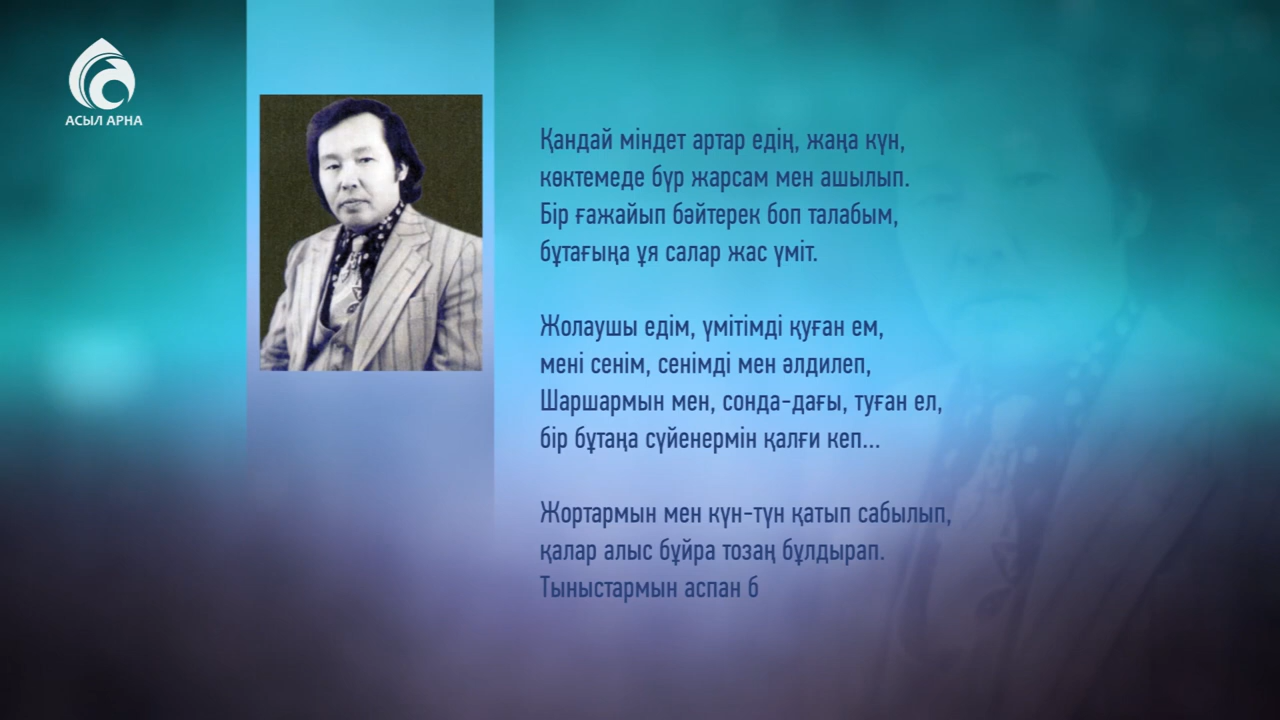 АСЫЛ АРНА
Қандай міндет артар едің, жаңа күн,
көктемеде бүр жарсам мен ашылып.
Бір ғажайып бәйтерек боп талабым,
бұтағыңа ұя салар жас үміт.
Жолаушы едім, үмітімді қуған ем,
мені сенім, сенімді мен әлдилеп,
Шаршармын мен, сонда-дағы, туған ел,
бір бұтаңа сүйенермін қалғи кеп...
Жортармын мен күн-түн қатып сабылып,
қалар алыс бұйра тозаң бұлдырап.
Тыныстармын аспан б